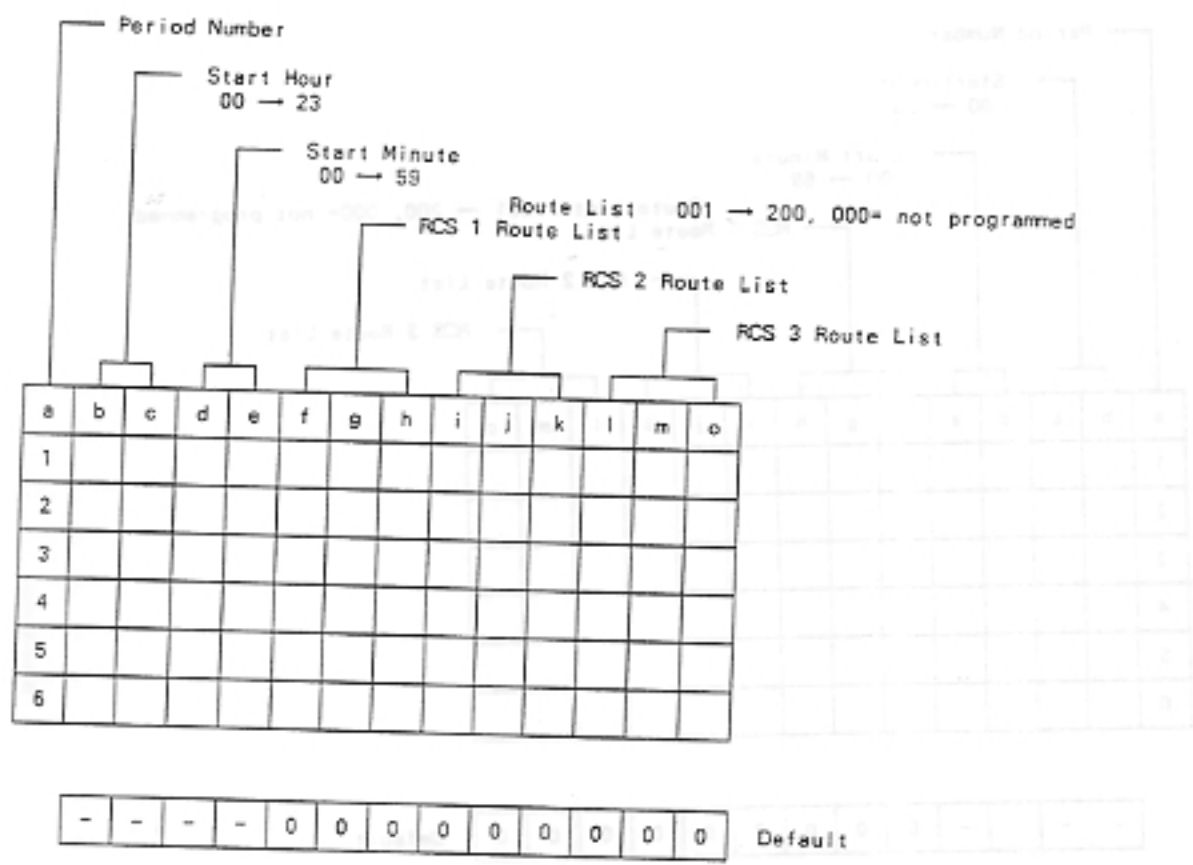 Period Number
Start Hour
00 → 23
Start Minute
00 → 59
Route List 001 → 200, 000= not programmed
RCS 1 Route List
RCS 2 Route List
RCS 3 Route List
a b c d e f g h i j k l m o
1
2
3
4
5
6
- - - - 0 0 0 0 0 0 0 0 0 Default